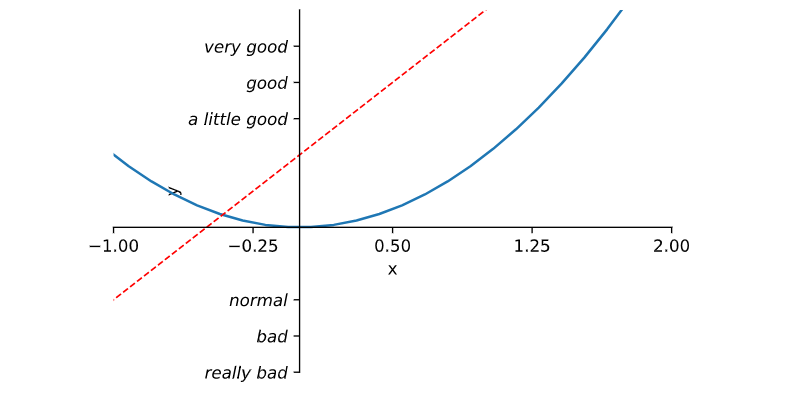 very good
good
a little good
y
−1.00 −0.25 0.50 1.25 2.00
x
normal
bad
really bad